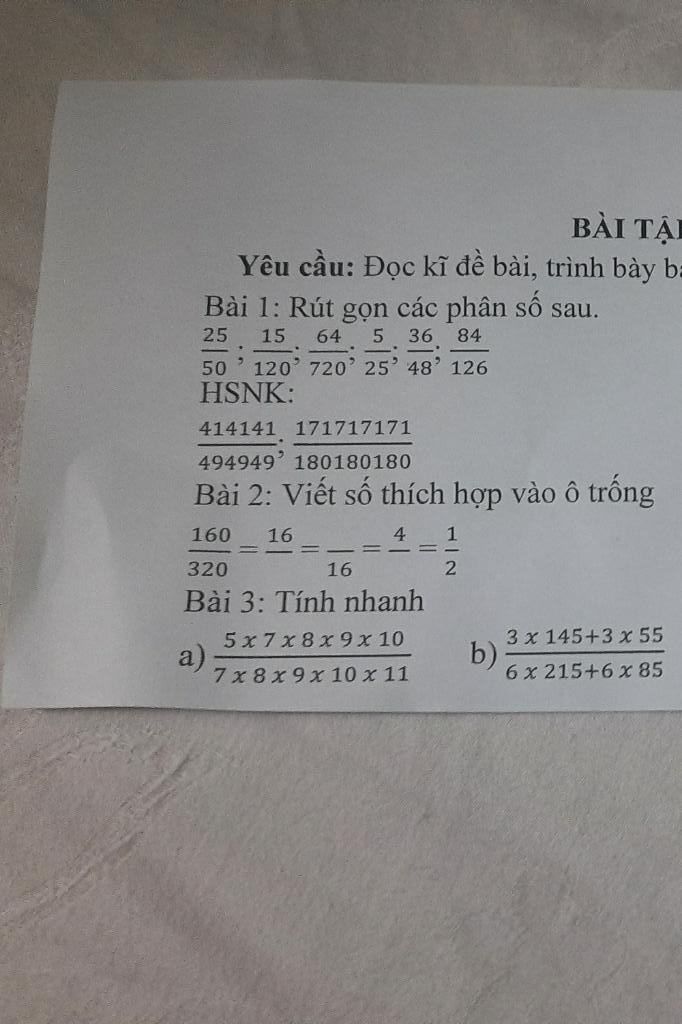 BÀI TẬ
Yêu cầu: Đọc kĩ đề bài, trình bày
Bài 1: Rút gọn các phân số sau.
25/50 ; 15/120; 64/720; 5/25; 36/48; 84/126
HSNK:
414141/494949; 171717171/180180180
Bài 2: Viết số thích hợp vào ô trống
160/320 = 16/ = /16 = 4/ = 1/2
Bài 3: Tính nhanh
a) 5 x 7 x 8 x 9 x 10/7 x 8 x 9 x 10 x 11 b) 3 x 145+3 x 55/6 x 215+6 x 85